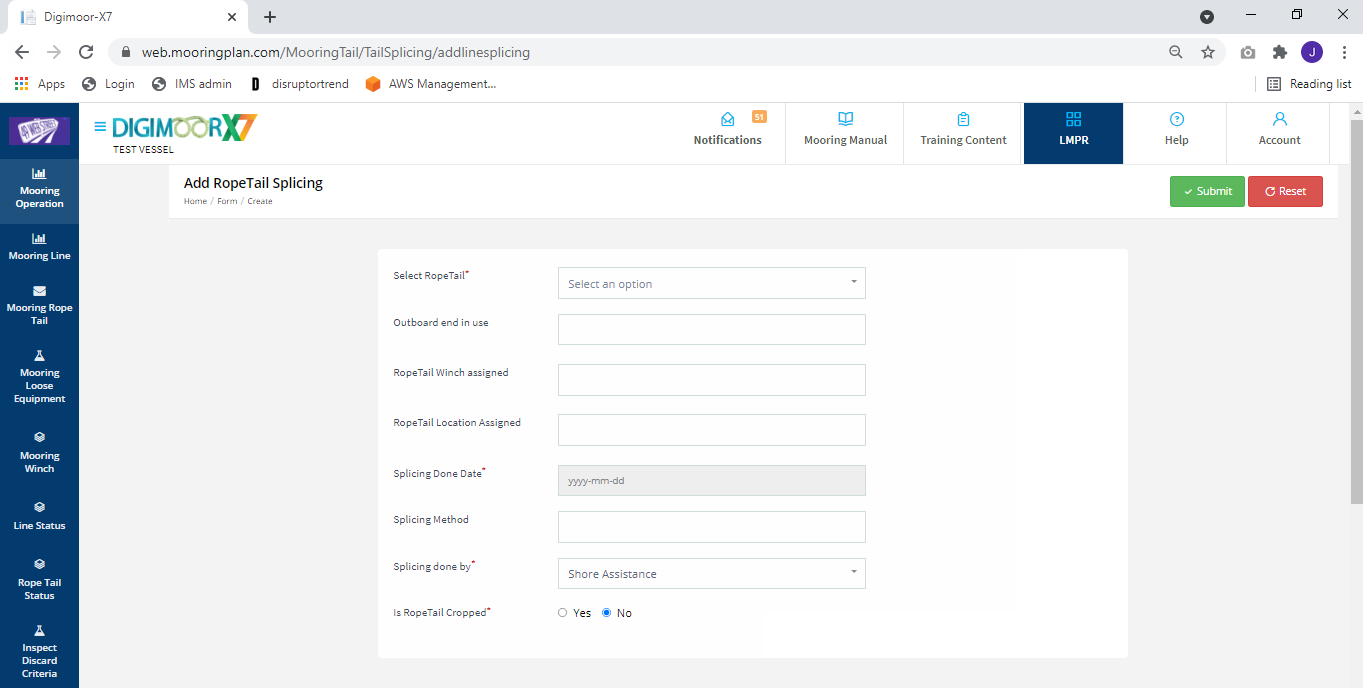 Digimoor-X7
web.mooringplan.com/MooringTail/TailSplicing/addlinesplicing
J
Apps
Login
IMS admin
D
disruptortrend
AWS Management...
Reading list
49 WEB STREET
DIGIMOORX7
TEST VESSEL
51
Notifications
Mooring Manual
Training Content
LMPR
Help
Account
Mooring
Operation
Mooring Line
Mooring Rope
Tail
Mooring
Loose
Equipment
Mooring
Winch
Line Status
Rope Tail
Status
Inspect
Discard
Criteria
Add RopeTail Splicing
Home / Form / Create
Submit
Reset
Select RopeTail*
Select an option
Outboard end in use
RopeTail Winch assigned
RopeTail Location Assigned
Splicing Done Date*
yyyy-mm-dd
Splicing Method
Splicing done by*
Shore Assistance
Is RopeTail Cropped*
Yes No